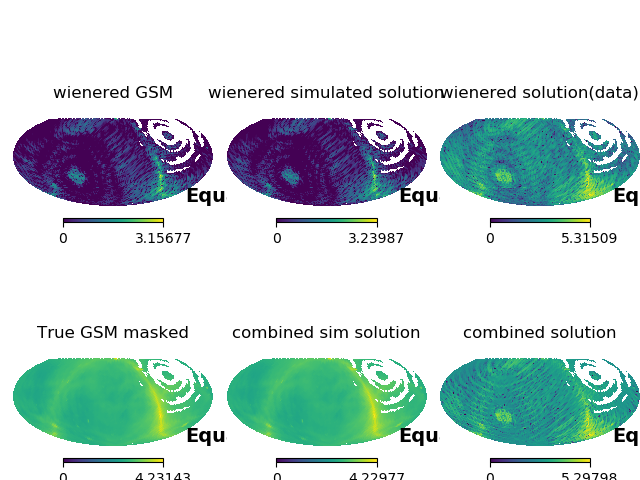 wienered GSM
wienered simulated solution
wienered solution(data)
Equ
Equ
Eq
0 3.15677
0 3.23987
0 5.31509
True GSM masked
combined sim solution
combined solution
Equ
Equ
Eq
0 4.23143
0 4.22977
0 5.29798